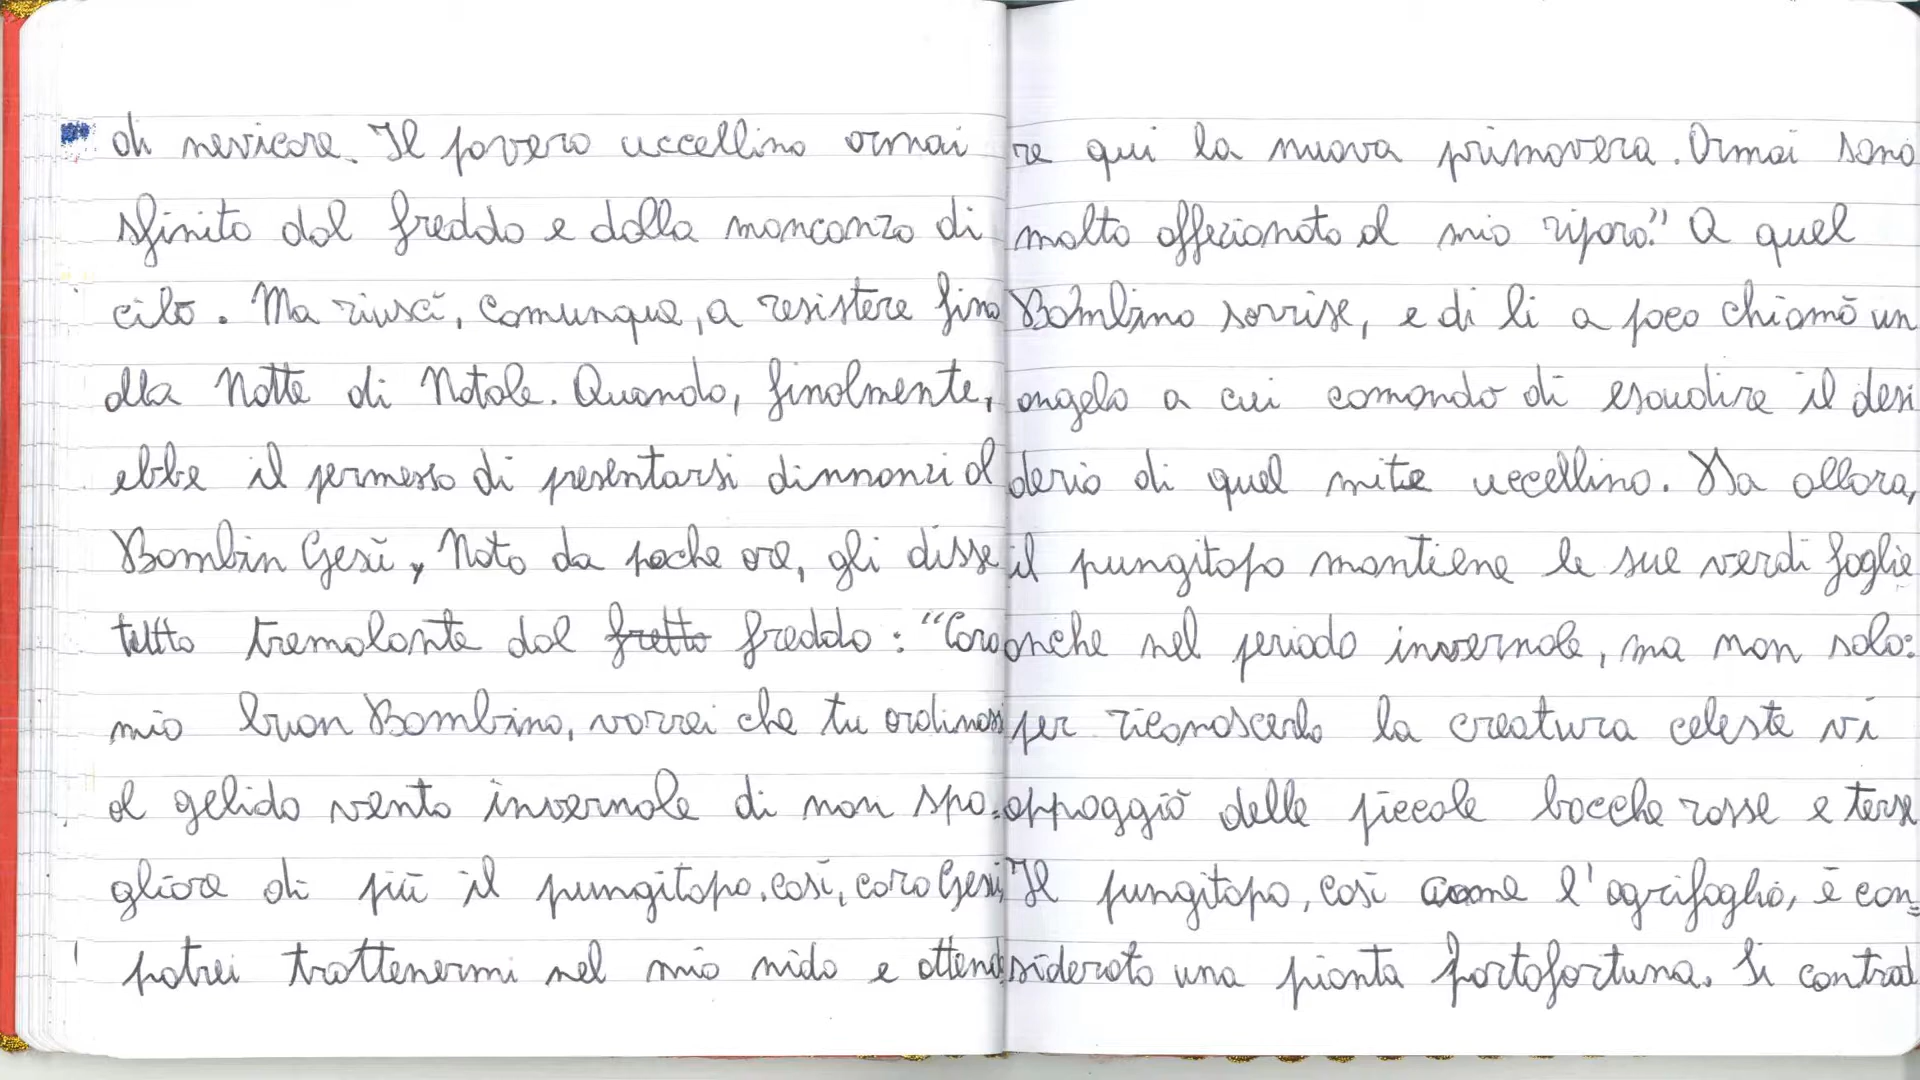 di nevicare. Il povero uccellino ormai
sfinito dal freddo e dalla mancanza di
cibo. Ma riuscì, comunque, a resistere fino
alla Notte di Natale. Quando, finalmente,
ebbe il permesso di presentarsi dinnanzi al
Bambin Gesù, Nato da poche ore, gli disse
tutto tremolante dal fretto freddo: "Caro
mio buon Bambino, vorrei che tu ordinassi
al gelido vento invernale di non spo=
gliare di più il pungitopo, così, caro Gesù,
potrei trattenermi nel mio nido e attende
re qui la nuova primavera. Ormai sono
molto affezionato al mio riparo." A quel
Bambino sorrise, e di lì a poco chiamò un
angelo a cui comandò di esaudire il desi
derio di quel mite uccellino. Da allora,
il pungitopo mantiene le sue verdi foglie
anche nel periodo invernale, ma non solo:
per riconoscerlo la creatura celeste vi
appoggiò delle piccole bacche rosse e terse
Il pungitopo, così come l'agrifoglio, è con=
siderato una pianta portafortuna. Si contrad